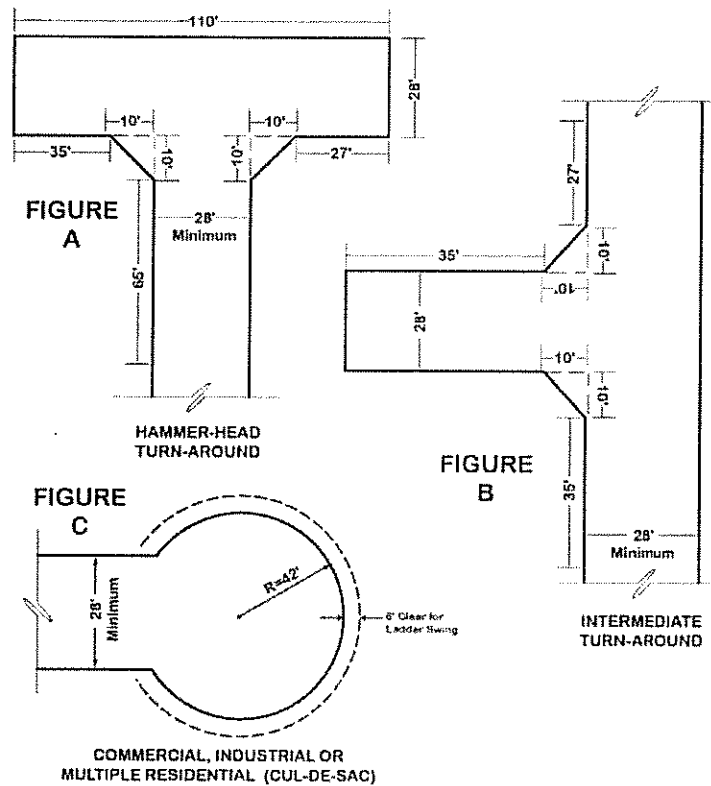 110'
28'
10'
10'
10'
10'
35'
27'
FIGURE
A
28'
Minimum
65'
HAMMER-HEAD
TURN-AROUND
27'
10'
35'
10'
28'
10'
10'
FIGURE
B
35'
28'
Minimum
INTERMEDIATE
TURN-AROUND
FIGURE
C
R=42'
28'
Minimum
6' Clear for
Ladder Swing
COMMERCIAL, INDUSTRIAL OR
MULTIPLE RESIDENTIAL (CUL-DE-SAC)